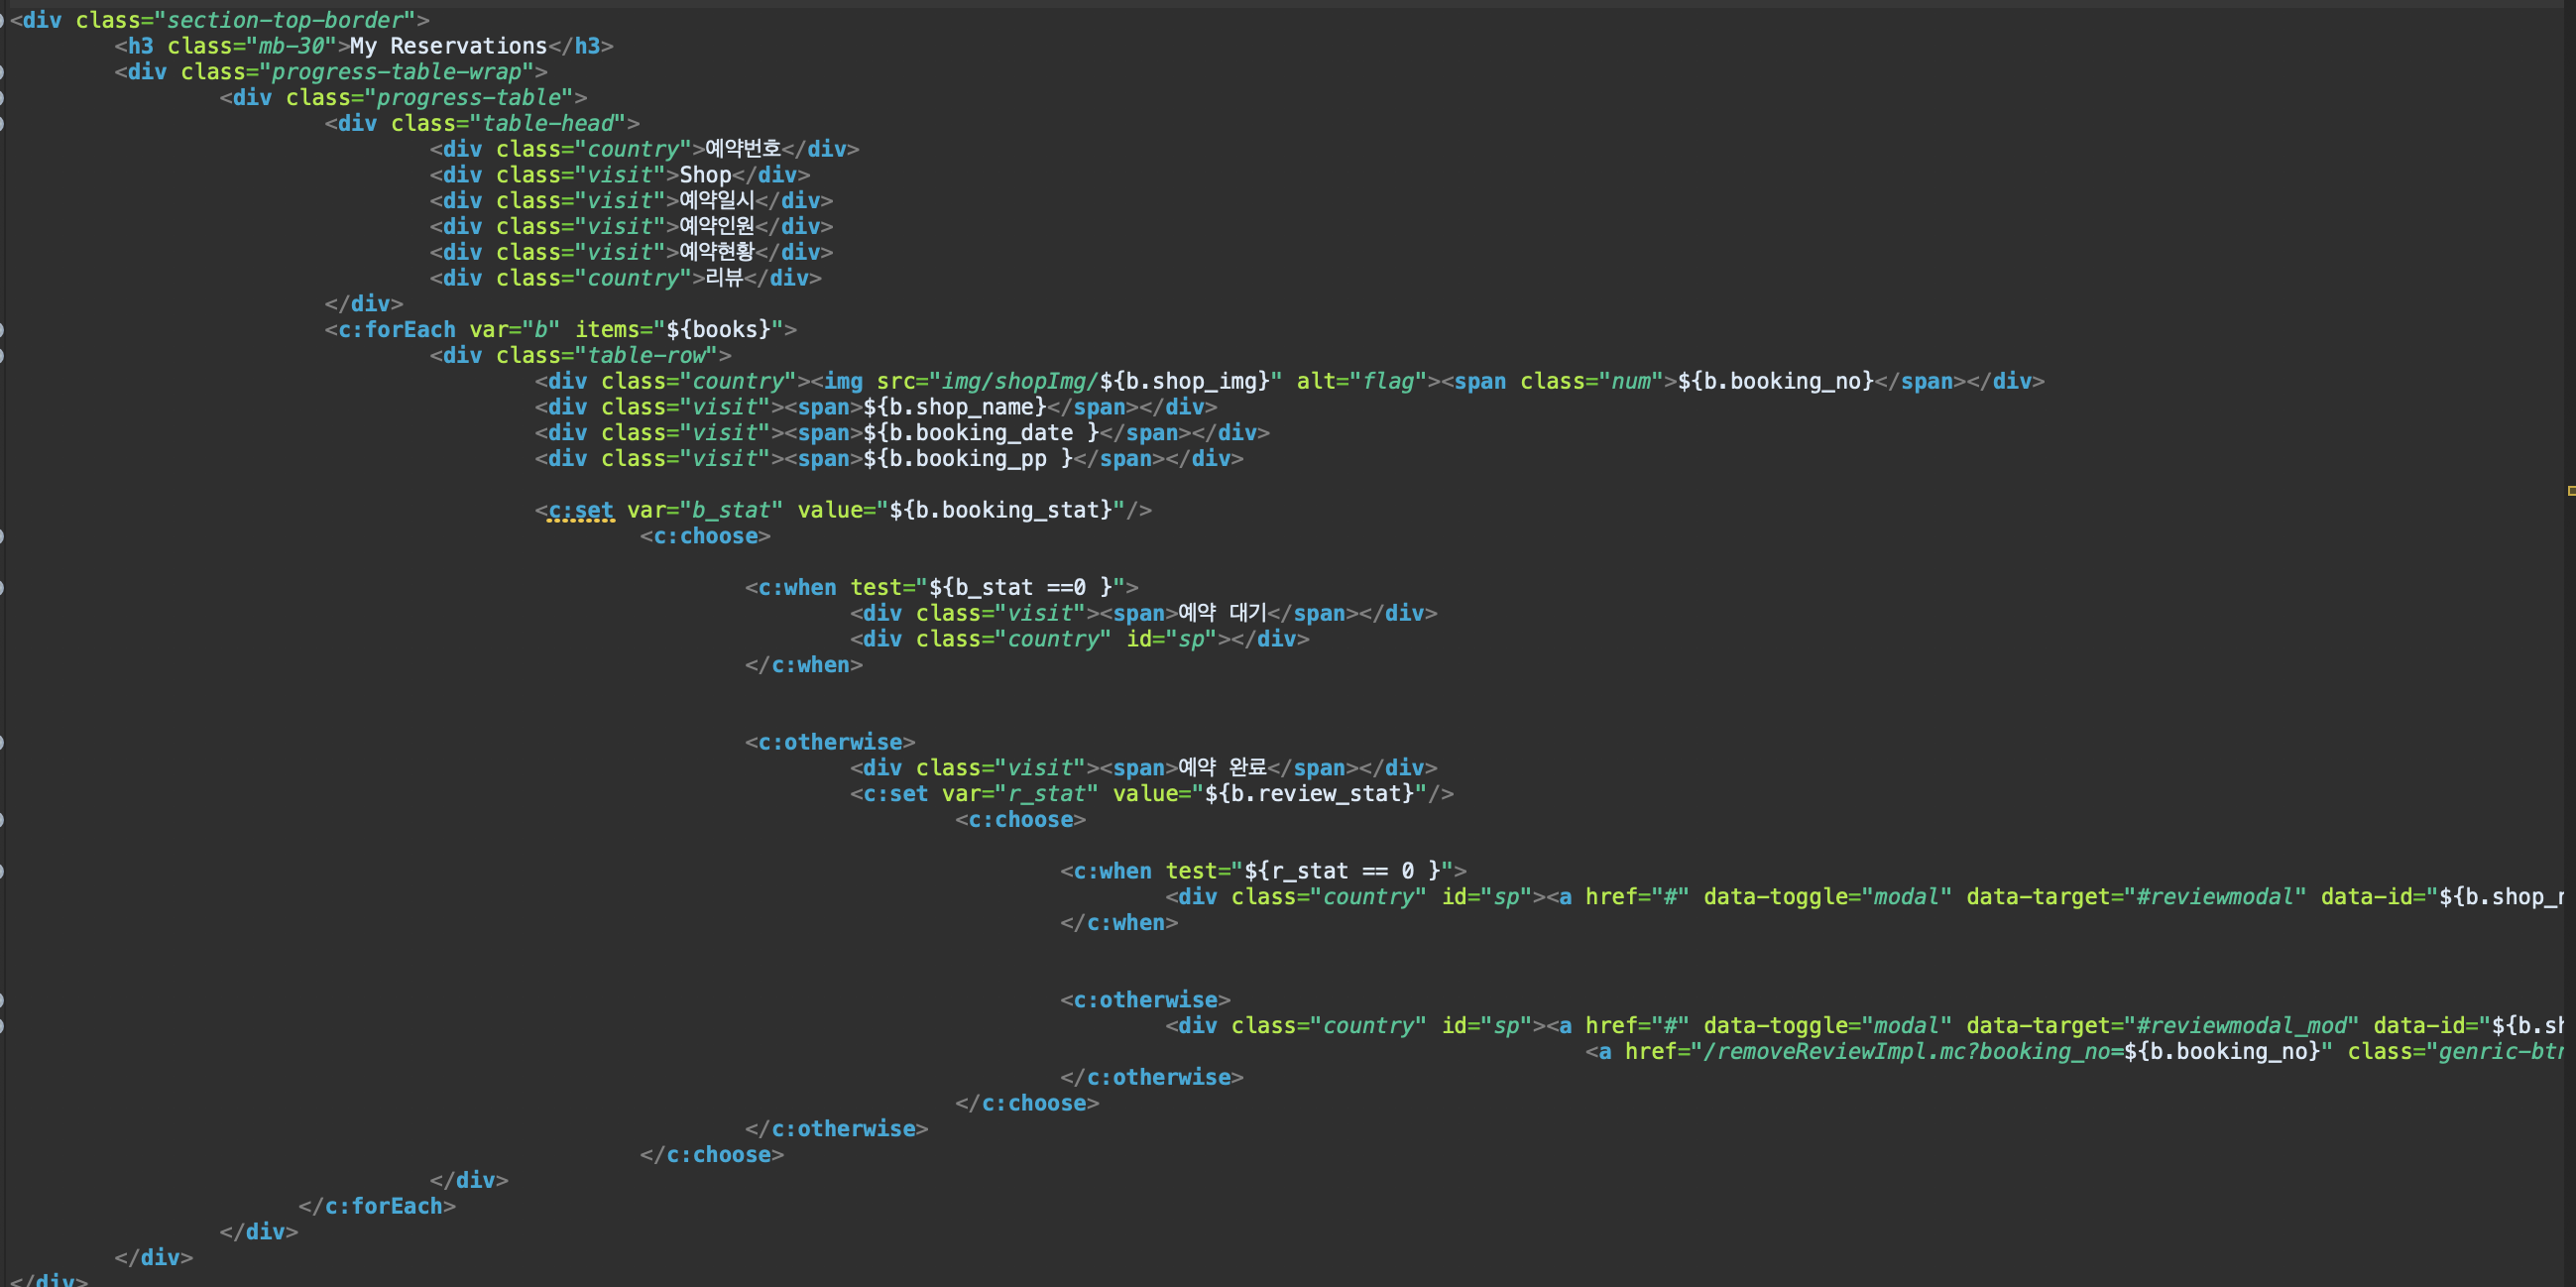 <div class="section-top-border">
<h3 class="mb-30">My Reservations</h3>
<div class="progress-table-wrap">
<div class="progress-table">
<div class="table-head">
<div class="country">예약번호</div>
<div class="visit">Shop</div>
<div class="visit">예약일시</div>
<div class="visit">예약인원</div>
<div class="visit">예약현황</div>
<div class="country">리뷰</div>
</div>
<c:forEach var="b" items="${books}">
<div class="table-row">
<div class="country"><img src="img/shopImg/${b.shop_img}" alt="flag"><span class="num">${b.booking_no}</span></div>
<div class="visit"><span>${b.shop_name}</span></div>
<div class="visit"><span>${b.booking_date }</span></div>
<div class="visit"><span>${b.booking_pp }</span></div>
<c:set var="b_stat" value="${b.booking_stat}"/>
<c:choose>
<c:when test="${b_stat ==0 }">
<div class="visit"><span>예약 대기</span></div>
<div class="country" id="sp"></div>
</c:when>
<c:otherwise>
<div class="visit"><span>예약 완료</span></div>
<c:set var="r_stat" value="${b.review_stat}"/>
<c:choose>
<c:when test="${r_stat == 0 }">
<div class="country" id="sp"><a href="#" data-toggle="modal" data-target="#reviewmodal" data-id="${b.shop_
</c:when>
<c:otherwise>
<div class="country" id="sp"><a href="#" data-toggle="modal" data-target="#reviewmodal_mod" data-id="${b.sh
<a href="/removeReviewImpl.mc?booking_no=${b.booking_no}" class="genric-bt
</c:otherwise>
</c:choose>
</c:otherwise>
</c:choose>
</div>
</c:forEach>
</div>
</div>
</div>